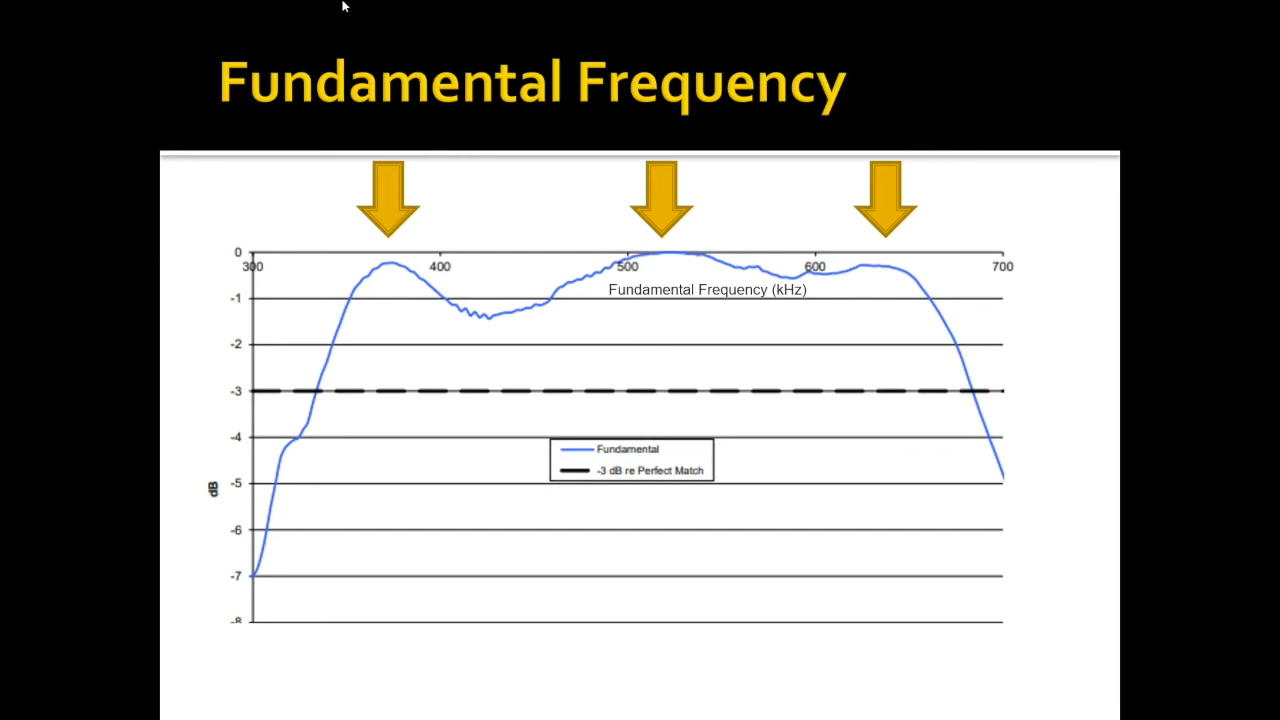 Fundamental Frequency
0
300
400
500
600
700
Fundamental Frequency (kHz)
-1
-2
-3
-4
Fundamental
-3 dB re Perfect Match
-5
dB
-6
-7
-8